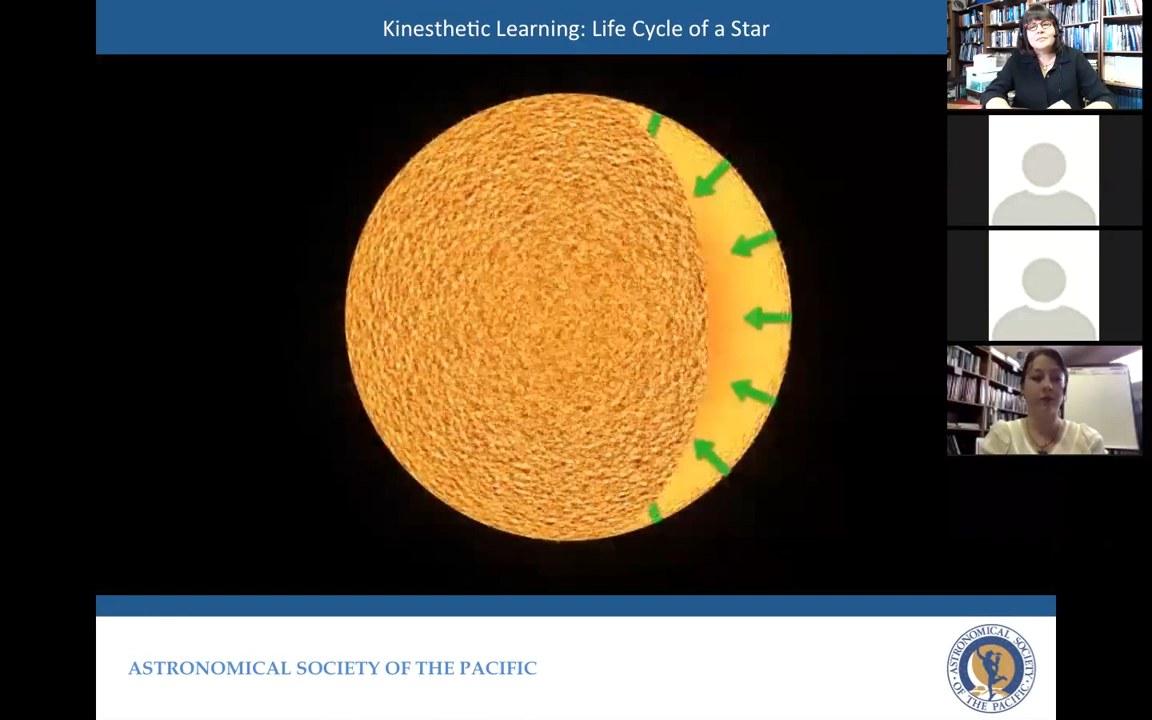 Kinesthetic Learning: Life Cycle of a Star
ASTRONOMICAL SOCIETY OF THE PACIFIC
ASTRONOMICAL SOCIETY
OF THE PACIFIC